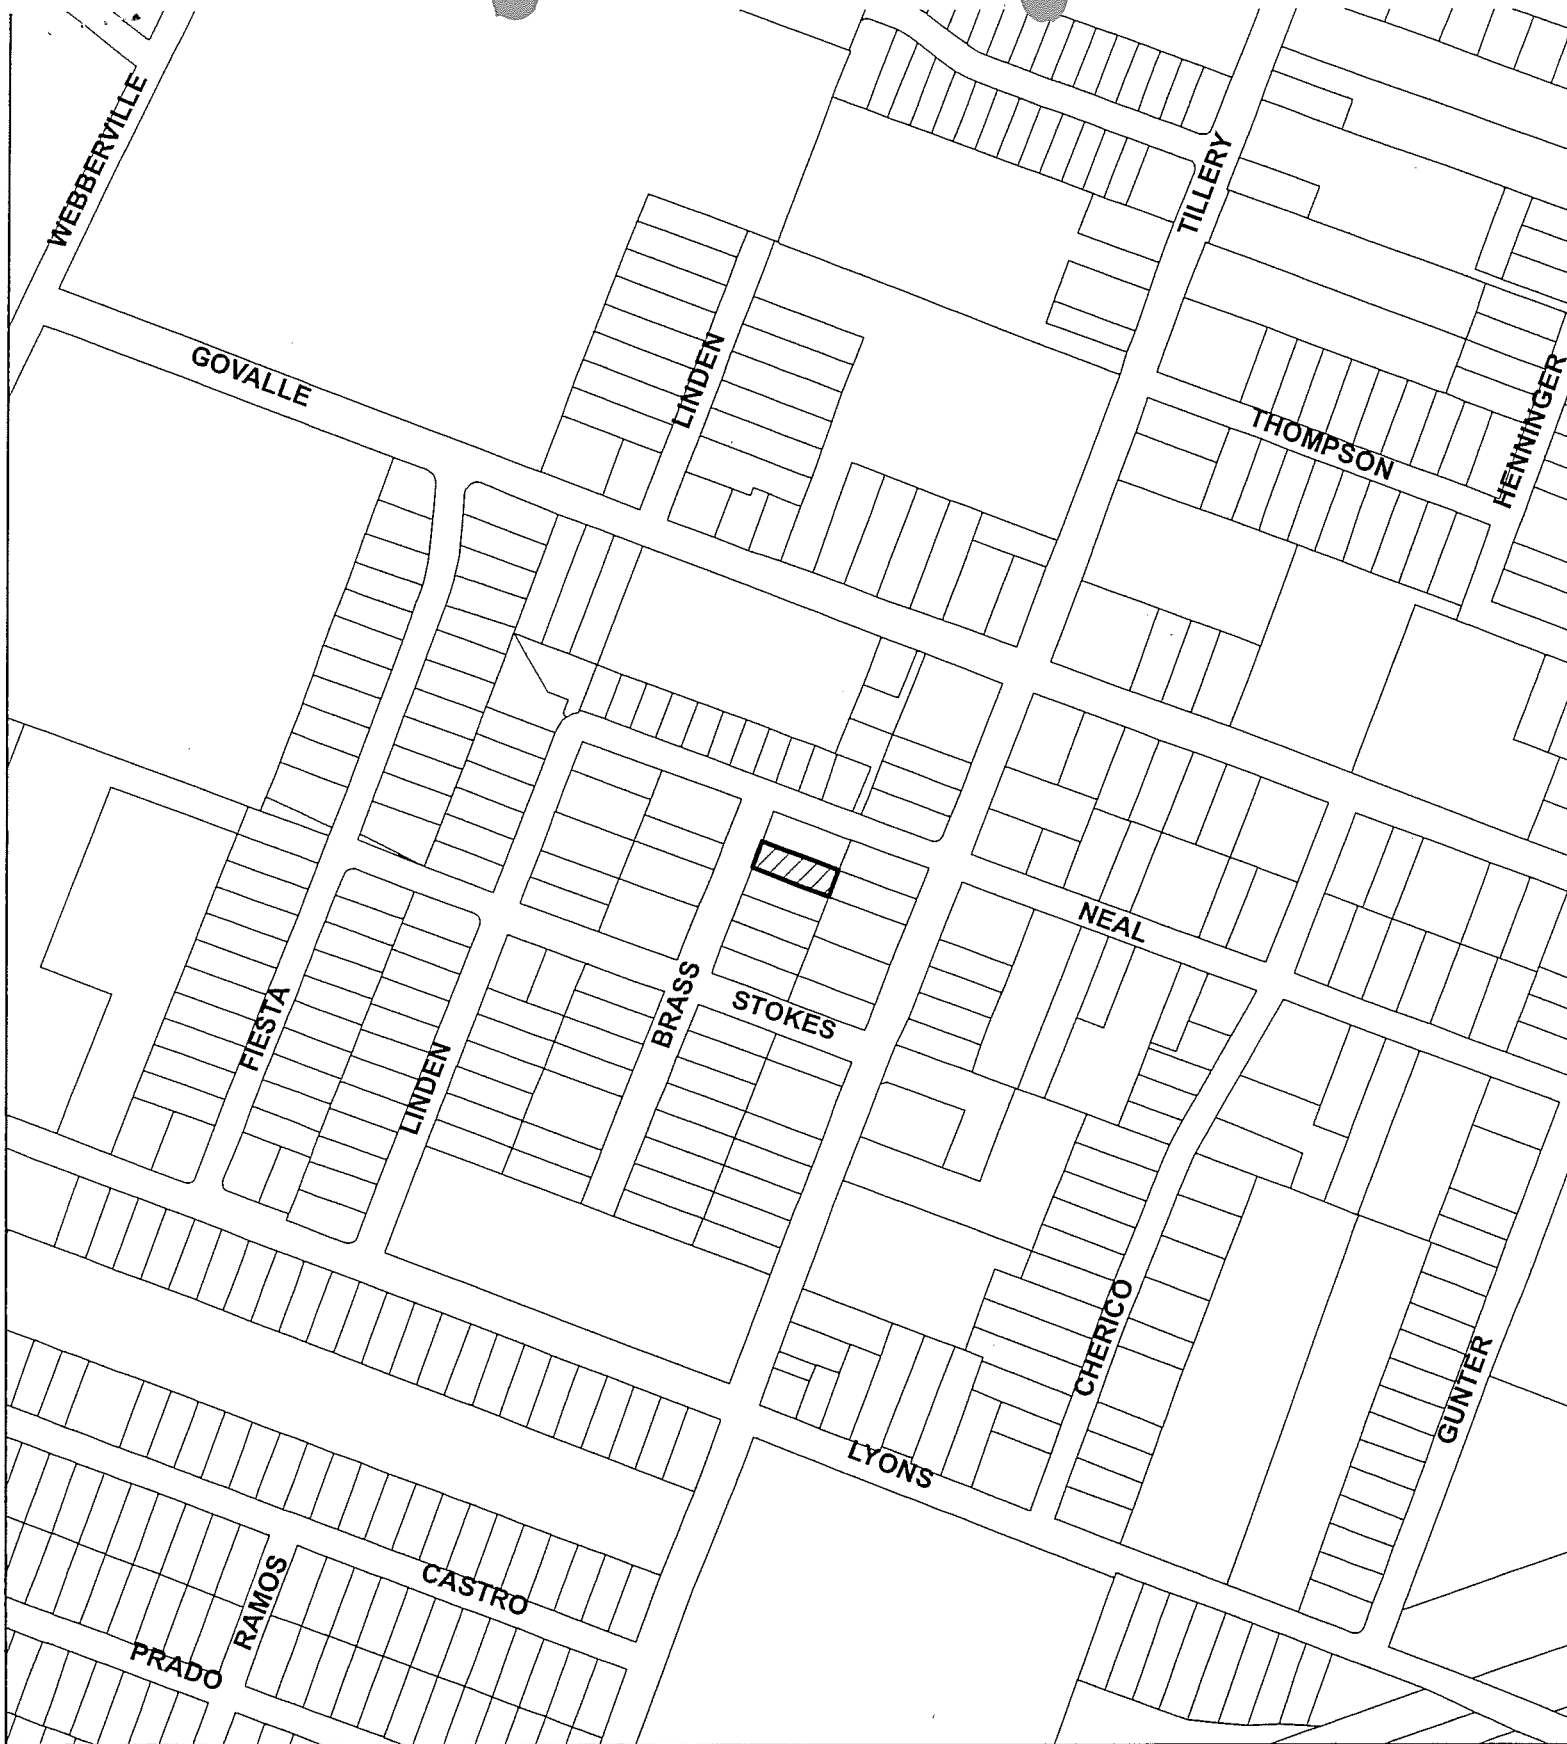 WEBBERVILLE
TILLERY
GOVALLE
LINDEN
THOMPSON
HENNINGER
NEAL
BRASS
STOKES
FIESTA
LINDEN
CHERICO
GUNTER
LYONS
CASTRO
RAMOS
PRADO